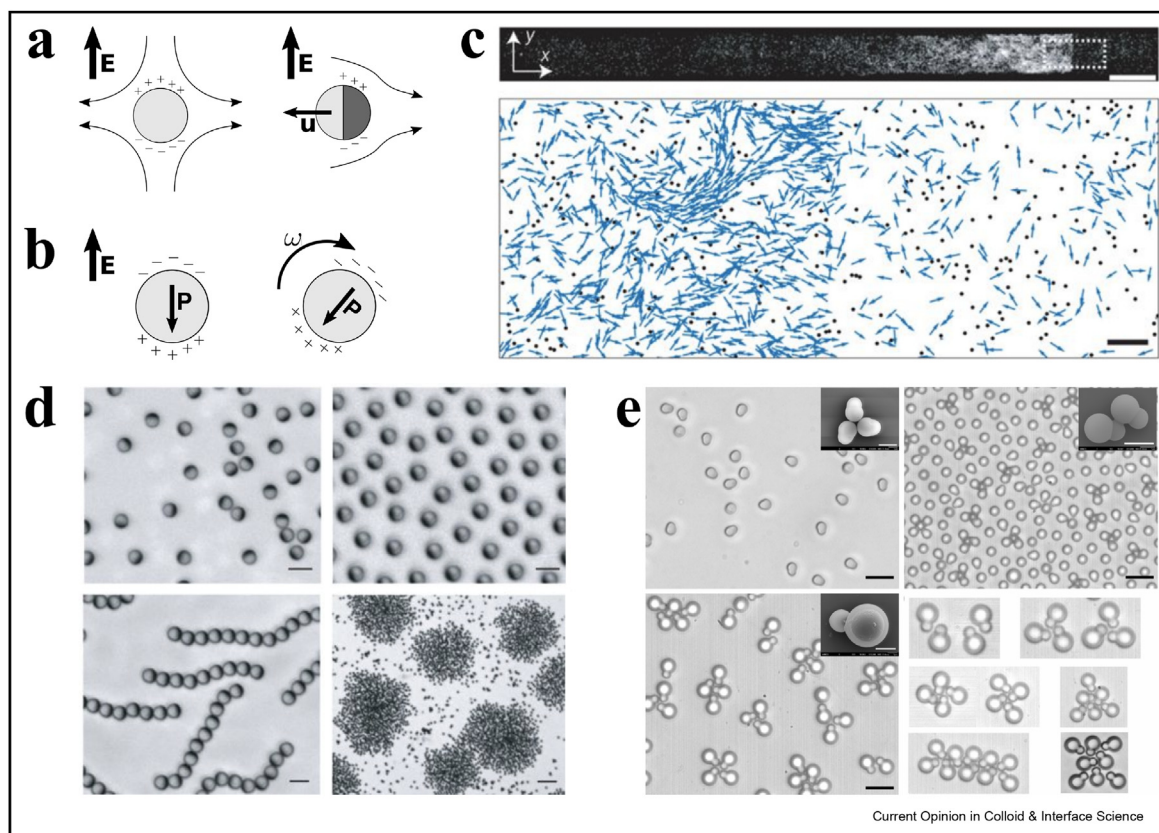 a
E
E
u
b
E
P
ω
P
c
y
x
d
e
Current Opinion in Colloid & Interface Science